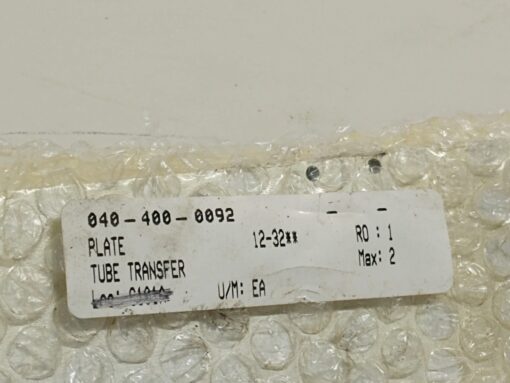 040-400-0092
PLATE 12-32** RO : 1
TUBE TRANSFER Max: 2
U/M: EA